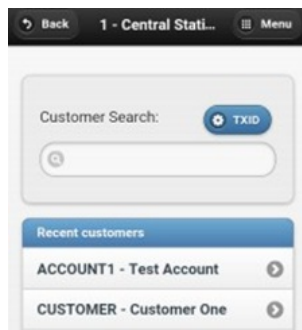 Back 1 - Central Stati... Menu
Customer Search: TXID
Recent customers
ACCOUNT1 - Test Account
CUSTOMER - Customer One